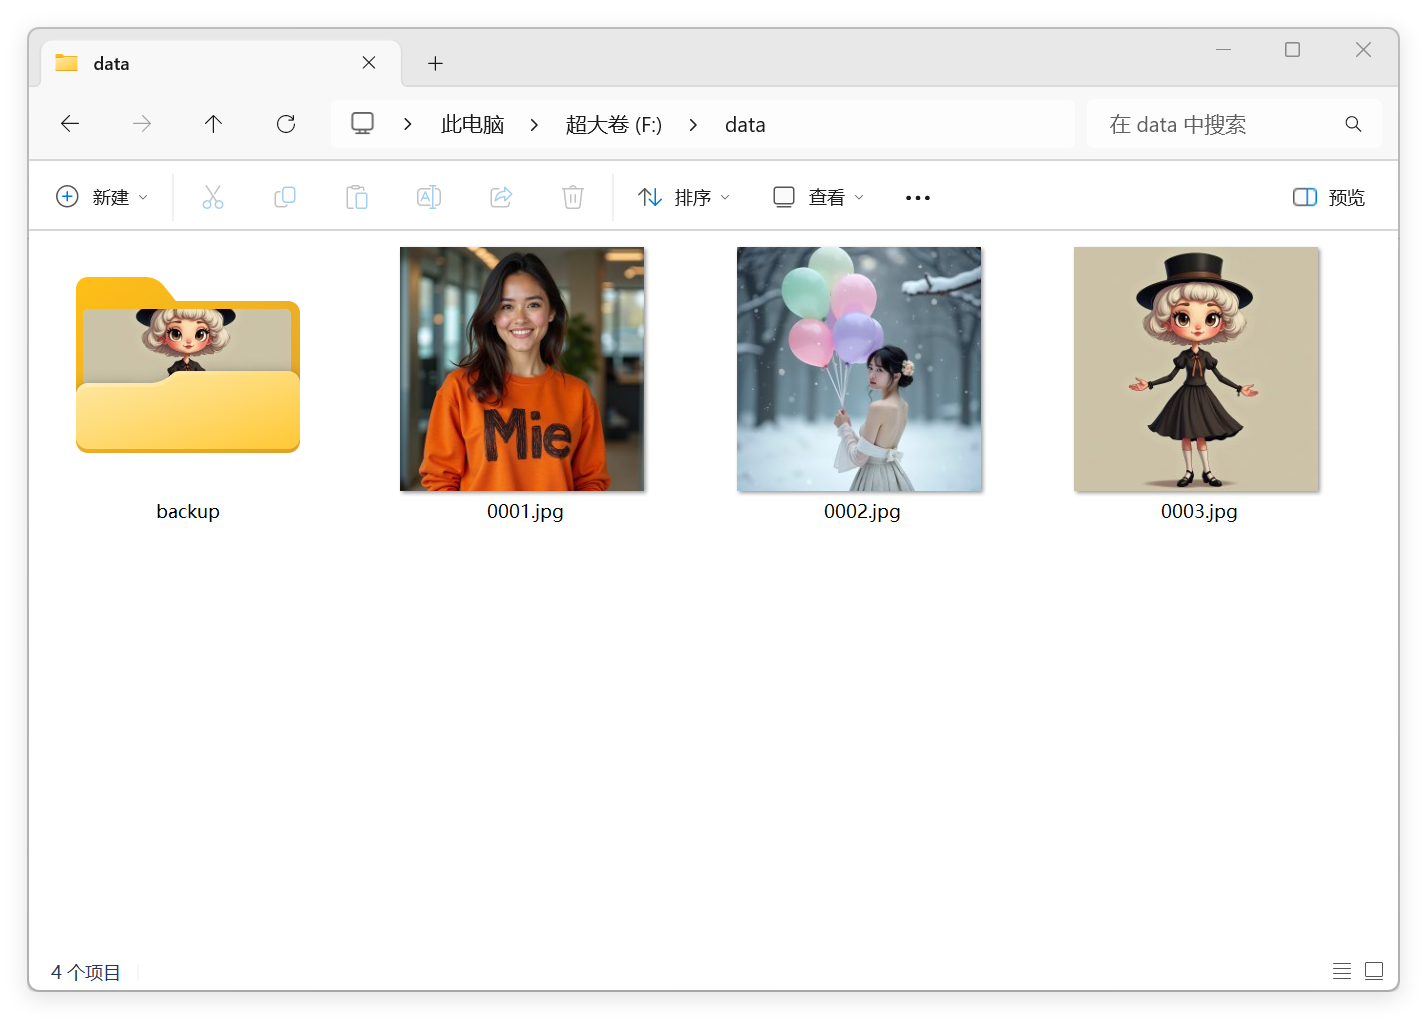 data
此电脑 超大卷 (F:) data
在 data 中搜索
新建 排序 查看 预览
Mie
backup 0001.jpg 0002.jpg 0003.jpg
4 个项目